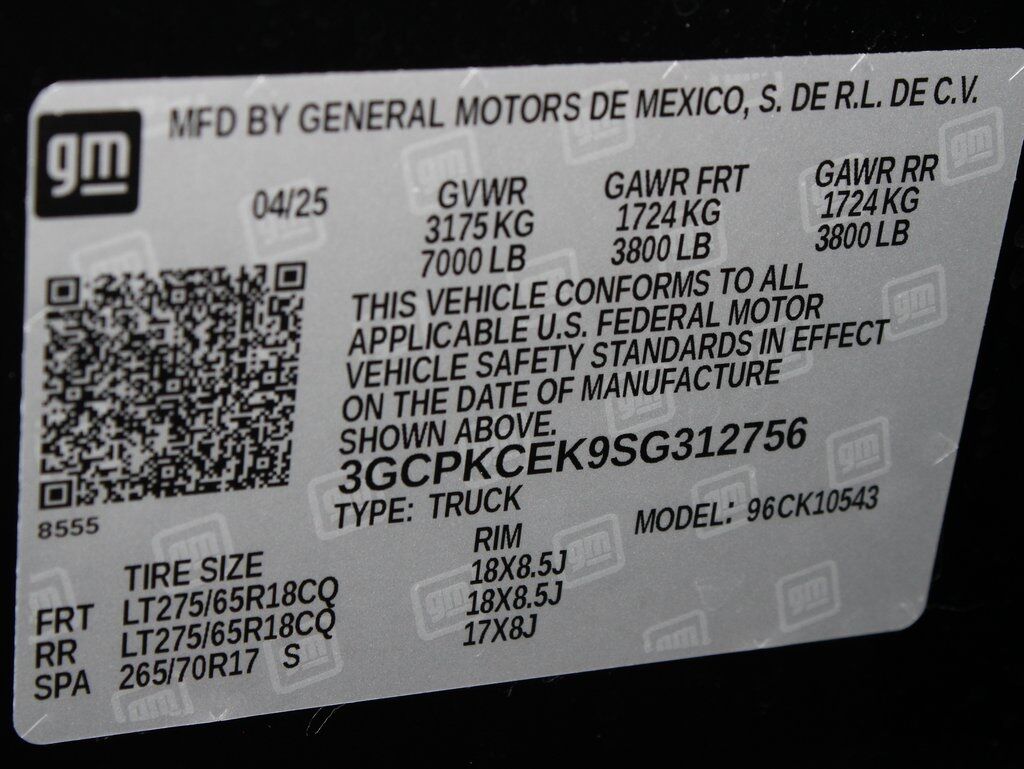 gm
MFD BY GENERAL MOTORS DE MEXICO, S. DE R.L. DE C.V.
04/25 GVWR GAWR FRT GAWR RR
3175 KG 1724 KG 1724 KG
7000 LB 3800 LB 3800 LB
THIS VEHICLE CONFORMS TO ALL
APPLICABLE U.S. FEDERAL MOTOR
VEHICLE SAFETY STANDARDS IN EFFECT
ON THE DATE OF MANUFACTURE
SHOWN ABOVE.
3GCPKCEK9SG312756
8555
TYPE: TRUCK MODEL: 96CK10543
TIRE SIZE RIM
FRT LT275/65R18CQ 18X8.5J
RR LT275/65R18CQ 18X8.5J
SPA 265/70R17 S 17X8J